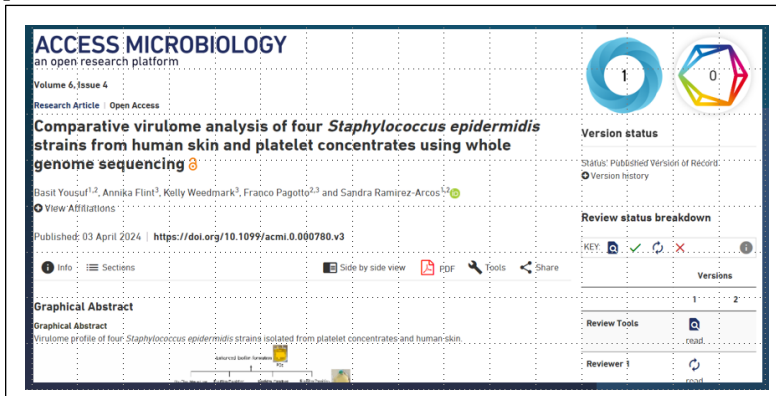 ACCESS MICROBIOLOGY
an open research platform
Volume 6, Issue 4
Research Article | Open Access
Comparative virulome analysis of four Staphylococcus epidermidis
strains from human skin and platelet concentrates using whole
genome sequencing
Basit Yousuf1,2, Annika Flint3, Kelly Weedmark3, Franco Pagotto2,3 and Sandra Ramirez-Arcos1,2
View Affiliations
Published: 03 April 2024 | https://doi.org/10.1099/acmi.0.000780.v3
Info Sections Side by side view PDF Tools Share
Graphical Abstract
Graphical Abstract
Virulome profile of four Staphylococcus epidermidis strains isolated from platelet concentrates and human skin.
enhanced biofilm formation
1 0
Version status
Status: Published Version of Record
Version history
Review status breakdown
KEY:
Versions
1 2
Review Tools
read
Reviewer 1
read